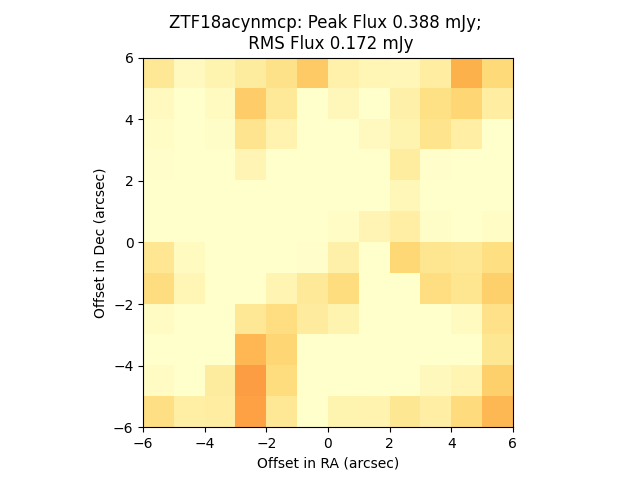 ZTF18acynmcp: Peak Flux 0.388 mJy;
RMS Flux 0.172 mJy
6
4
2
0
−2
−4
−6
Offset in Dec (arcsec)
−6 −4 −2 0 2 4 6
Offset in RA (arcsec)